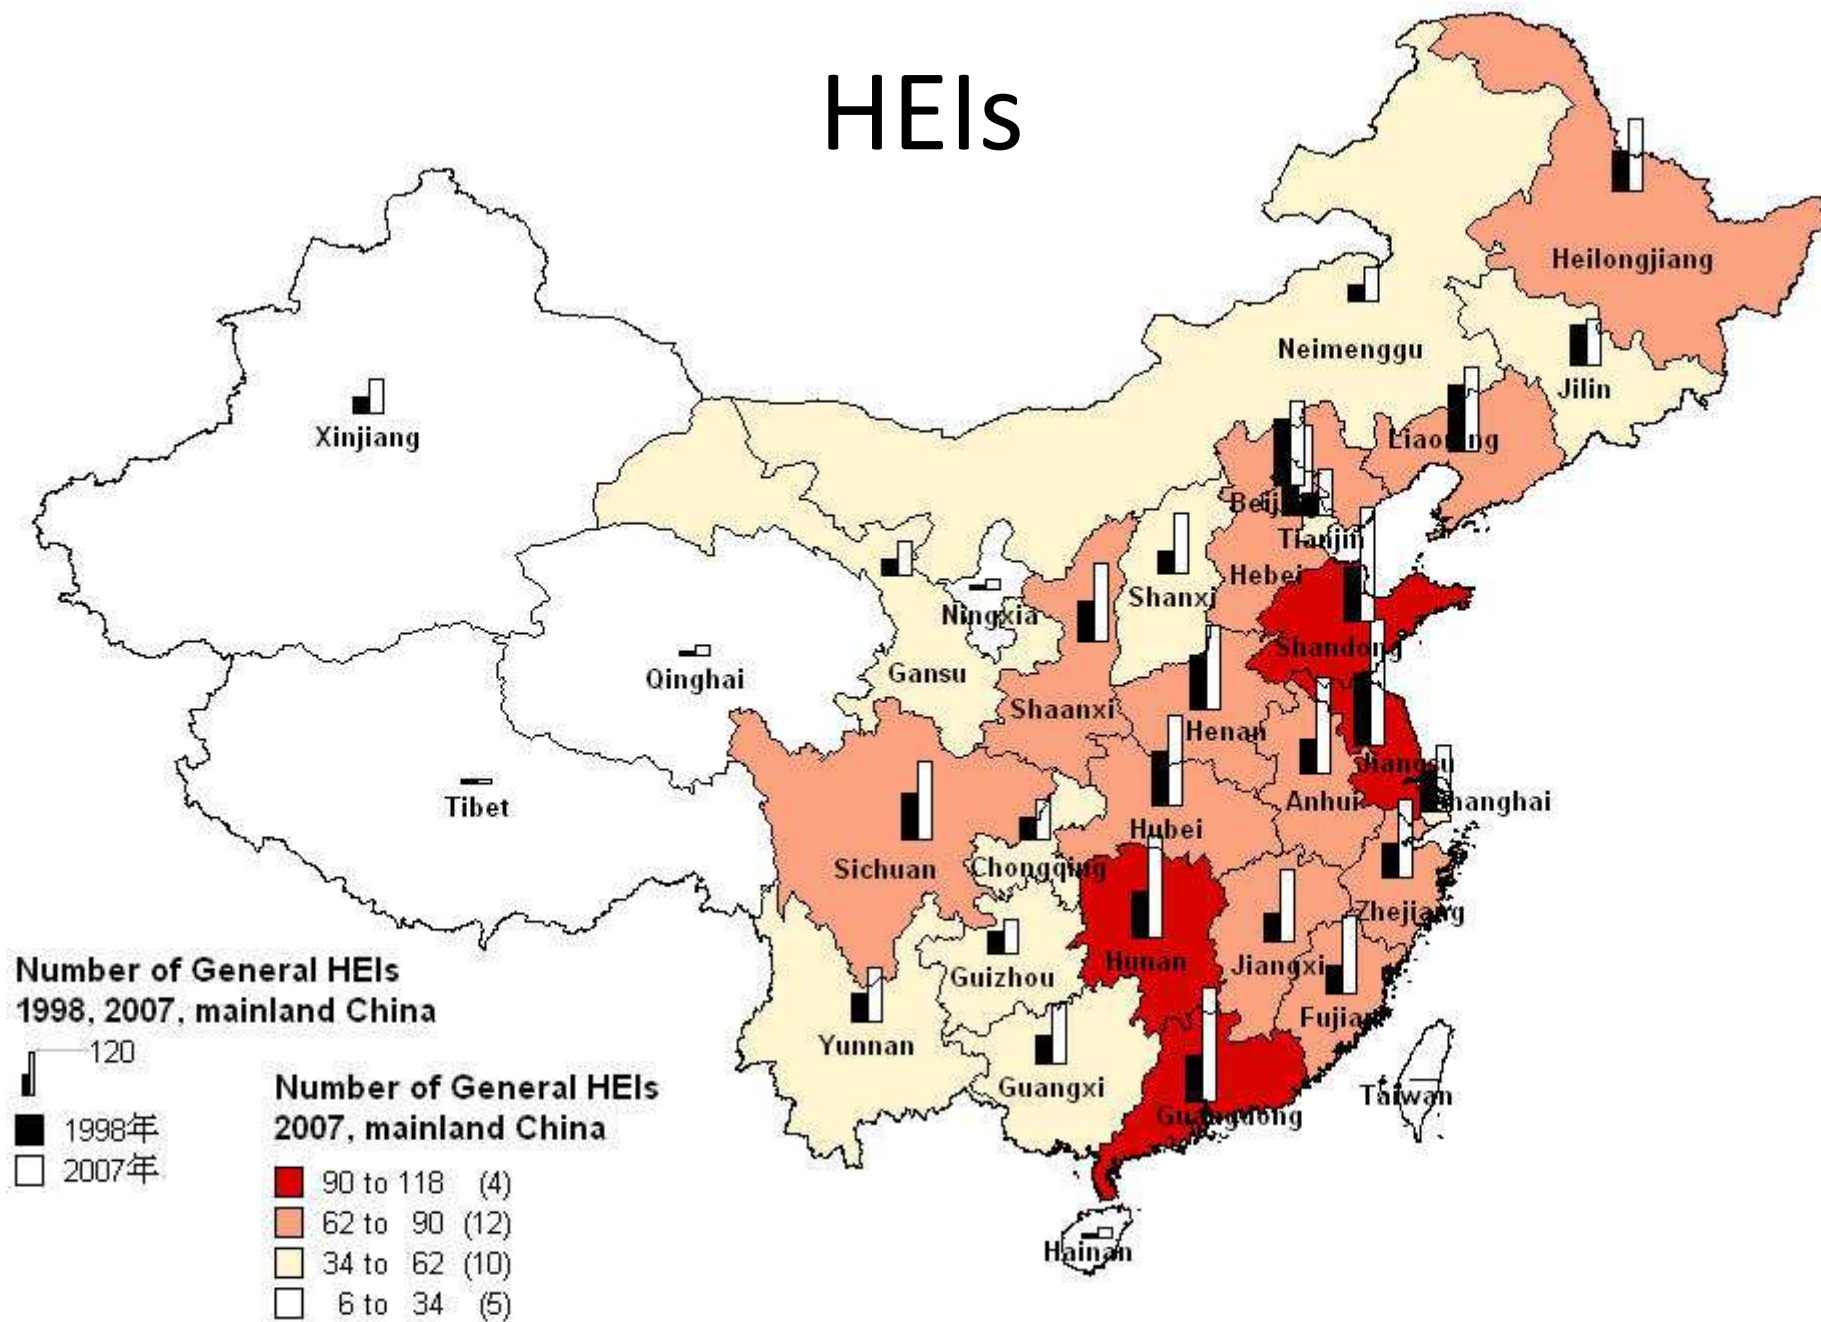 HEIs
Heilongjiang
Neimenggu
Jilin
Xinjiang
Liaoning
Beijing
Tianjin
Hebei
Shanxi
Ningxia
Shandong
Gansu
Qinghai
Shaanxi
Henan
Jiangsu
Tibet
Anhui
Shanghai
Hubei
Sichuan
Chongqing
Zhejiang
Hunan
Jiangxi
Guizhou
Fujian
Yunnan
Guangxi
Taiwan
Guangdong
Hainan
Number of General HEIs
1998, 2007, mainland China
120
1998年
2007年
Number of General HEIs
2007, mainland China
90 to 118 (4)
62 to 90 (12)
34 to 62 (10)
6 to 34 (5)